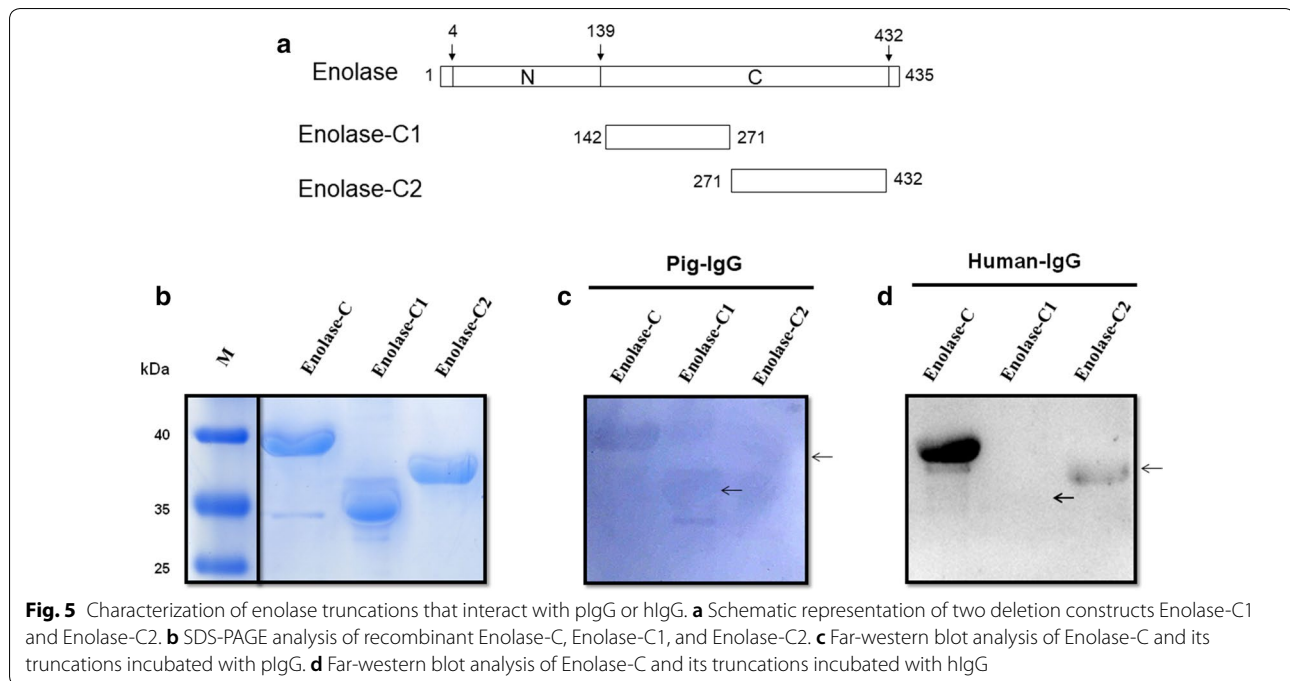 a
4 139 432
Enolase 1 N C 435
Enolase-C1 142 271
Enolase-C2 271 432
b
kDa
M
Enolase-C
Enolase-C1
Enolase-C2
40
35
25
c
Pig-IgG
Enolase-C
Enolase-C1
Enolase-C2
d
Human-IgG
Enolase-C
Enolase-C1
Enolase-C2
Fig. 5 Characterization of enolase truncations that interact with pIgG or hIgG. a Schematic representation of two deletion constructs Enolase-C1
and Enolase-C2. b SDS-PAGE analysis of recombinant Enolase-C, Enolase-C1, and Enolase-C2. c Far-western blot analysis of Enolase-C and its
truncations incubated with pIgG. d Far-western blot analysis of Enolase-C and its truncations incubated with hIgG